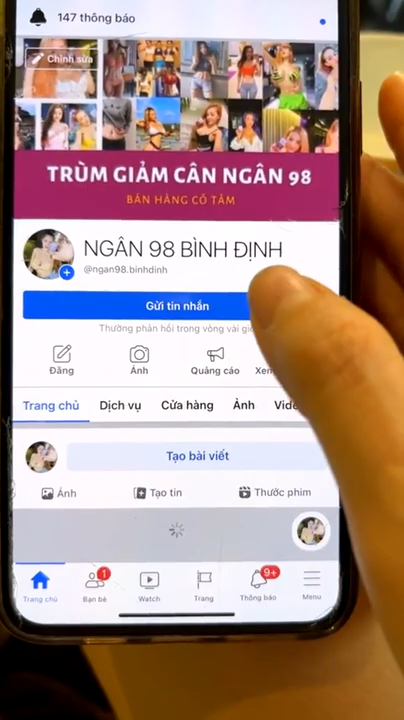 147 thông báo
Chỉnh sửa
TRÙM GIẢM CÂN NGÂN 98
BÁN HÀNG CÓ TÂM
NGÂN 98 BÌNH ĐỊNH
@ngan98.binhdinh
Gửi tin nhắn
Thường phản hồi trong vòng vài
Đăng
Ảnh
Quảng cáo
Trang chủ
Dịch vụ
Cửa hàng
Ảnh
Tạo bài viết
Ảnh
Tạo tin
Thước phim
1
9+
Trang chủ
Bạn bè
Watch
Trang
Thông báo
Menu